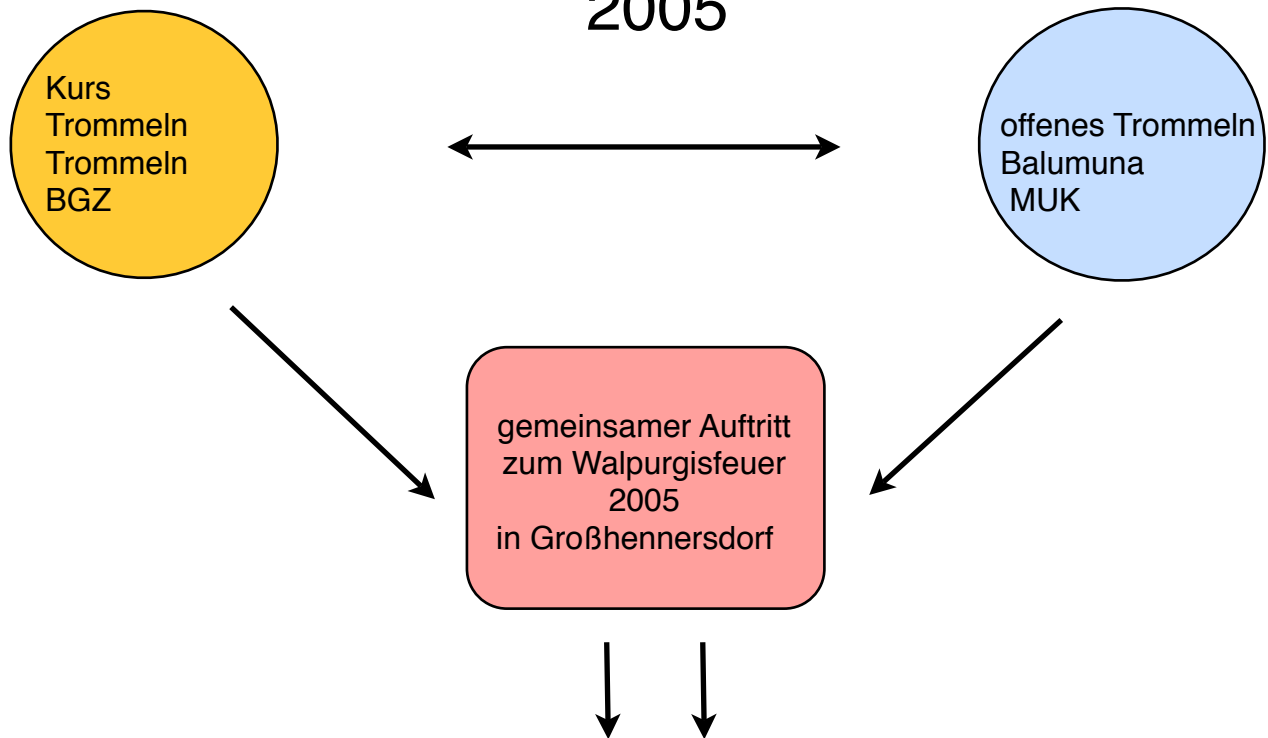 2005
Kurs
Trommeln
Trommeln
BGZ
offenes Trommeln
Balumuna
MUK
gemeinsamer Auftritt
zum Walpurgisfeuer
2005
in Großhennersdorf